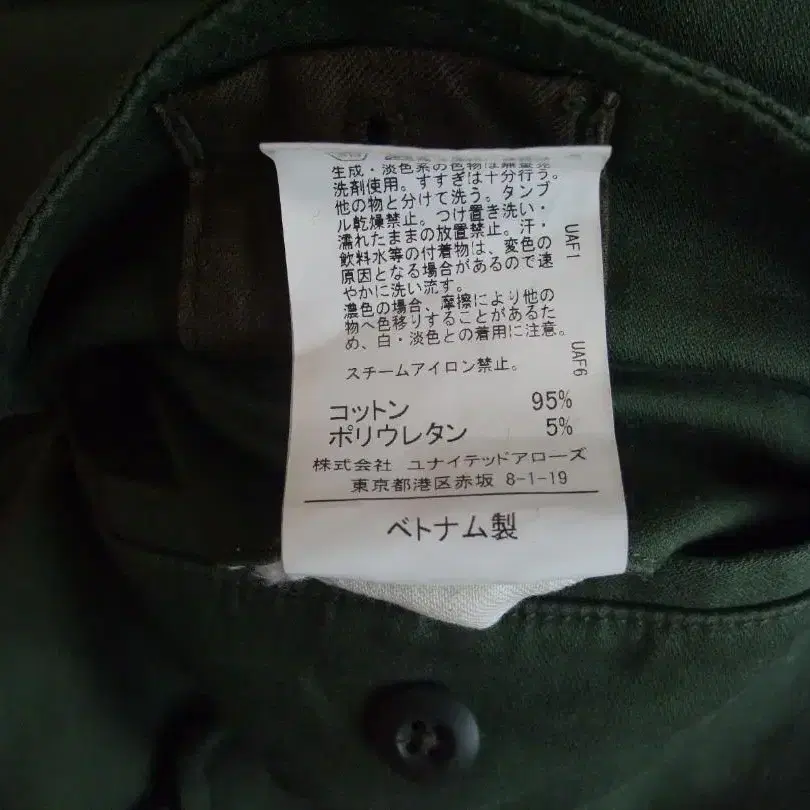 生成・淡色系の色物は無蛍光
洗剤使用。すすぎは十分行う。
他の物と分けて洗う。タンブ
ル乾燥禁止。つけ置き洗い・
濡れたままの放置禁止。汗・
飲料水等の付着物は、変色の
原因となる場合があるので速
やかに洗い流す。
濃色の場合、摩擦により他の
物へ色移りすることがあるた
め、白・淡色との着用に注意。
スチームアイロン禁止。
UAF1
UAF6
コットン 95%
ポリウレタン 5%
株式会社 ユナイテッドアローズ
東京都港区赤坂 8-1-19
ベトナム製